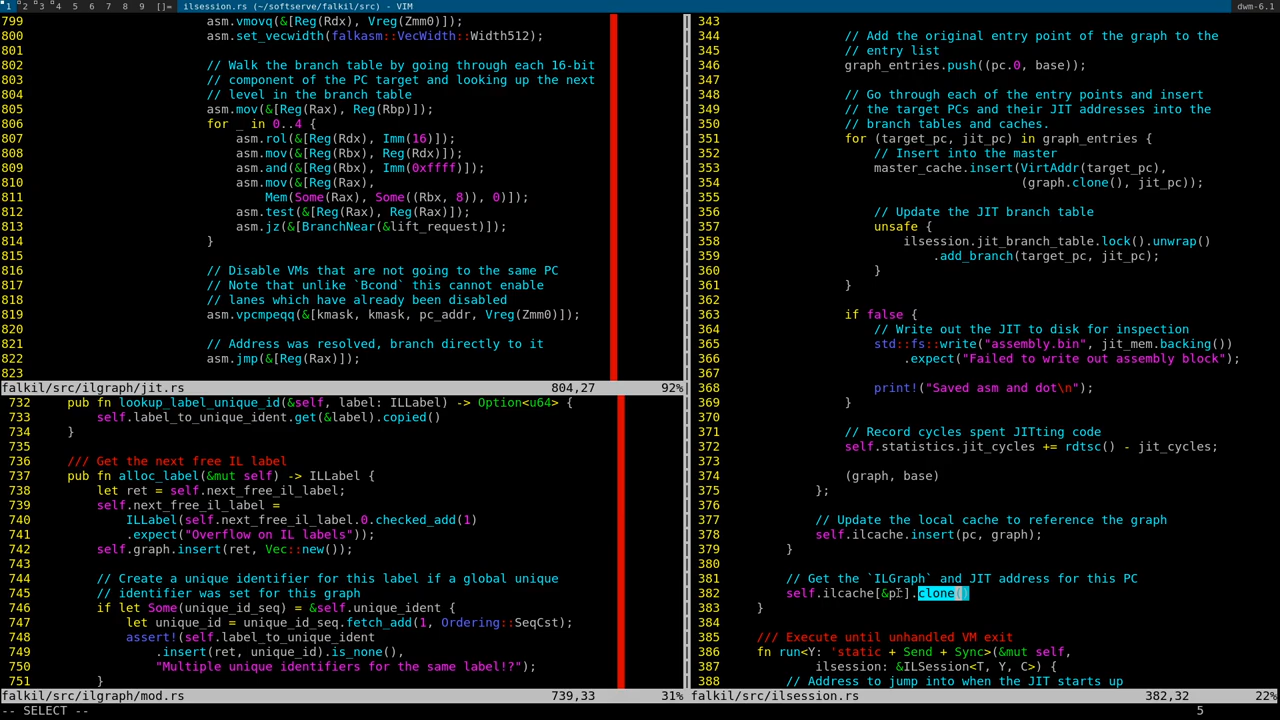 1 2 3 4 5 6 7 8 9 []= ilsession.rs (~/softserve/falkil/src) - VIM dwm-6.1
799 asm.vmovq(&[Reg(Rdx), Vreg(Zmm0)]);
800 asm.set_vecwidth(falkasm::VecWidth::Width512);
801
802 // Walk the branch table by going through each 16-bit
803 // component of the PC target and looking up the next
804 // level in the branch table
805 asm.mov(&[Reg(Rax), Reg(Rbp)]);
806 for _ in 0..4 {
807 asm.rol(&[Reg(Rdx), Imm(16)]);
808 asm.mov(&[Reg(Rbx), Reg(Rdx)]);
809 asm.and(&[Reg(Rbx), Imm(0xffff)]);
810 asm.mov(&[Reg(Rax),
811 Mem(Some(Rax), Some((Rbx, 8)), 0)]);
812 asm.test(&[Reg(Rax), Reg(Rax)]);
813 asm.jz(&[BranchNear(&lift_request)]);
814 }
815
816 // Disable VMs that are not going to the same PC
817 // Note that unlike `Bcond` this cannot enable
818 // lanes which have already been disabled
819 asm.vpcmpeqq(&[kmask, kmask, pc_addr, Vreg(Zmm0)]);
820
821 // Address was resolved, branch directly to it
822 asm.jmp(&[Reg(Rax)]);
823
falkil/src/ilgraph/jit.rs 804,27 92%
732 pub fn lookup_label_unique_id(&self, label: ILLabel) -> Option<u64> {
733 self.label_to_unique_ident.get(&label).copied()
734 }
735
736 /// Get the next free IL label
737 pub fn alloc_label(&mut self) -> ILLabel {
738 let ret = self.next_free_il_label;
739 self.next_free_il_label =
740 ILLabel(self.next_free_il_label.0.checked_add(1)
741 .expect("Overflow on IL labels"));
742 self.graph.insert(ret, Vec::new());
743
744 // Create a unique identifier for this label if a global unique
745 // identifier was set for this graph
746 if let Some(unique_id_seq) = &self.unique_ident {
747 let unique_id = unique_id_seq.fetch_add(1, Ordering::SeqCst);
748 assert!(self.label_to_unique_ident
749 .insert(ret, unique_id).is_none(),
750 "Multiple unique identifiers for the same label!?");
751 }
falkil/src/ilgraph/mod.rs 739,33 31%
343
344 // Add the original entry point of the graph to the
345 // entry list
346 graph_entries.push((pc.0, base));
347
348 // Go through each of the entry points and insert
349 // the target PCs and their JIT addresses into the
350 // branch tables and caches.
351 for (target_pc, jit_pc) in graph_entries {
352 // Insert into the master
353 master_cache.insert(VirtAddr(target_pc),
354 (graph.clone(), jit_pc));
355
356 // Update the JIT branch table
357 unsafe {
358 ilsession.jit_branch_table.lock().unwrap()
359 .add_branch(target_pc, jit_pc);
360 }
361 }
362
363 if false {
364 // Write out the JIT to disk for inspection
365 std::fs::write("assembly.bin", jit_mem.backing())
366 .expect("Failed to write out assembly block");
367
368 print!("Saved asm and dot\n");
369 }
370
371 // Record cycles spent JITting code
372 self.statistics.jit_cycles += rdtsc() - jit_cycles;
373
374 (graph, base)
375 };
376
377 // Update the local cache to reference the graph
378 self.ilcache.insert(pc, graph);
379 }
380
381 // Get the `ILGraph` and JIT address for this PC
382 self.ilcache[&pc].clone()
383 }
384
385 /// Execute until unhandled VM exit
386 fn run<Y: 'static + Send + Sync>(&mut self,
387 ilsession: &ILSession<T, Y, C>) {
388 // Address to jump into when the JIT starts up
falkil/src/ilsession.rs 382,32 22%
-- SELECT -- 5